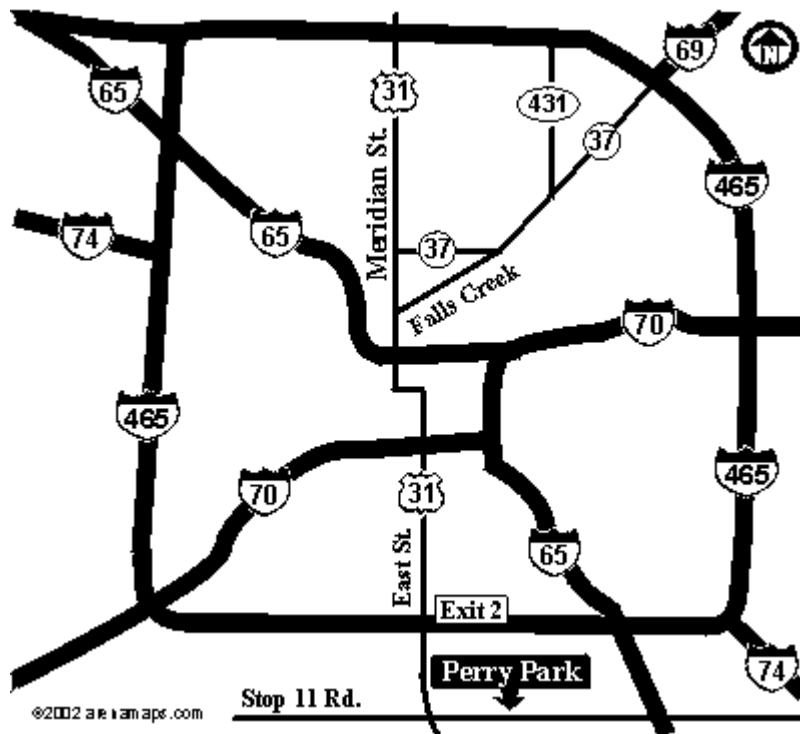 N
69
65
31
431
37
465
Meridian St.
74
65
37
Falls Creek
70
465
465
70
31
65
East St.
Exit 2
Perry Park
74
Stop 11 Rd.
©2002 arenamaps.com